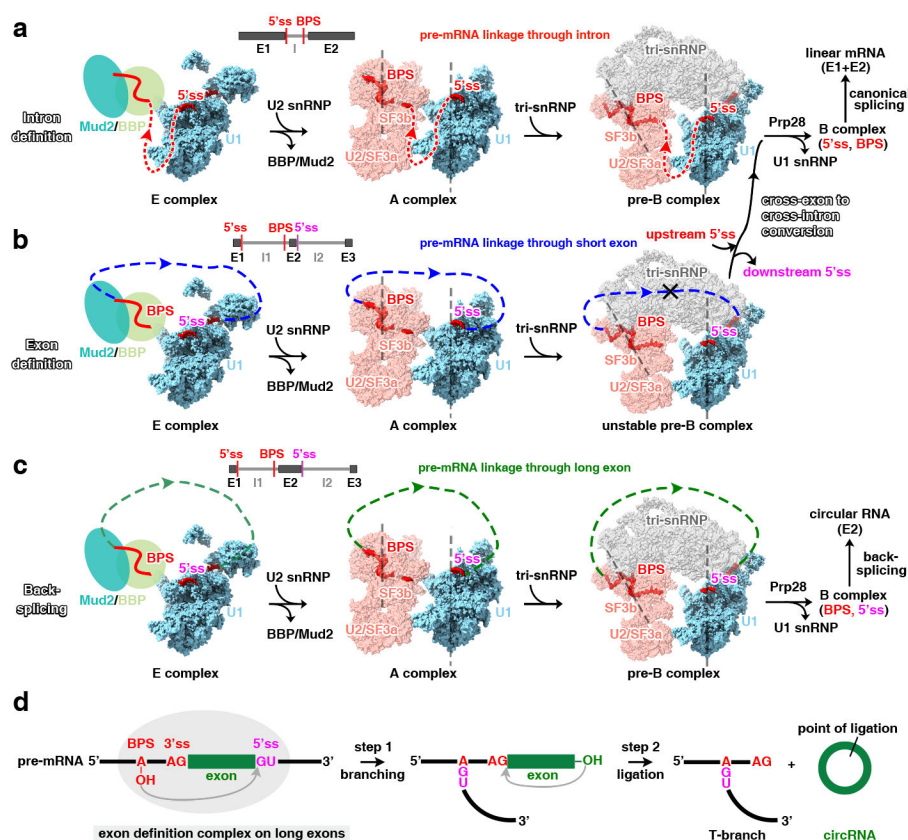 a
5'ss BPS
E1 I E2
pre-mRNA linkage through intron
Intron
definition
Mud2/BBP
5'ss
U1
E complex
U2 snRNP
BBP/Mud2
BPS
5'ss
SF3b
U2/SF3a
U1
A complex
tri-snRNP
tri-snRNP
BPS
5'ss
SF3b
U2/SF3a
U1
pre-B complex
linear mRNA
(E1+E2)
canonical
splicing
Prp28
B complex
(5'ss, BPS)
U1 snRNP
cross-exon to
cross-intron
conversion
upstream 5'ss
downstream 5'ss
b
5'ss BPS 5'ss
E1 I1 E2 I2 E3
pre-mRNA linkage through short exon
Exon
definition
Mud2/BBP
BPS
5'ss
U1
E complex
U2 snRNP
BBP/Mud2
BPS
5'ss
SF3b
U2/SF3a
U1
A complex
tri-snRNP
tri-snRNP
BPS
5'ss
SF3b
U2/SF3a
U1
unstable pre-B complex
c
5'ss BPS 5'ss
E1 I1 E2 I2 E3
pre-mRNA linkage through long exon
Back-
splicing
Mud2/BBP
BPS
5'ss
U1
E complex
U2 snRNP
BBP/Mud2
BPS
5'ss
SF3b
U2/SF3a
U1
A complex
tri-snRNP
tri-snRNP
BPS
5'ss
SF3b
U2/SF3a
U1
pre-B complex
circular RNA
(E2)
back-
splicing
Prp28
B complex
(BPS, 5'ss)
U1 snRNP
d
BPS 3'ss 5'ss
pre-mRNA 5' A AG exon GU 3'
OH
exon definition complex on long exons
step 1
branching
5' A AG exon OH
G
U
3'
step 2
ligation
5' A AG
G
U
3'
T-branch
+
point of ligation
circRNA